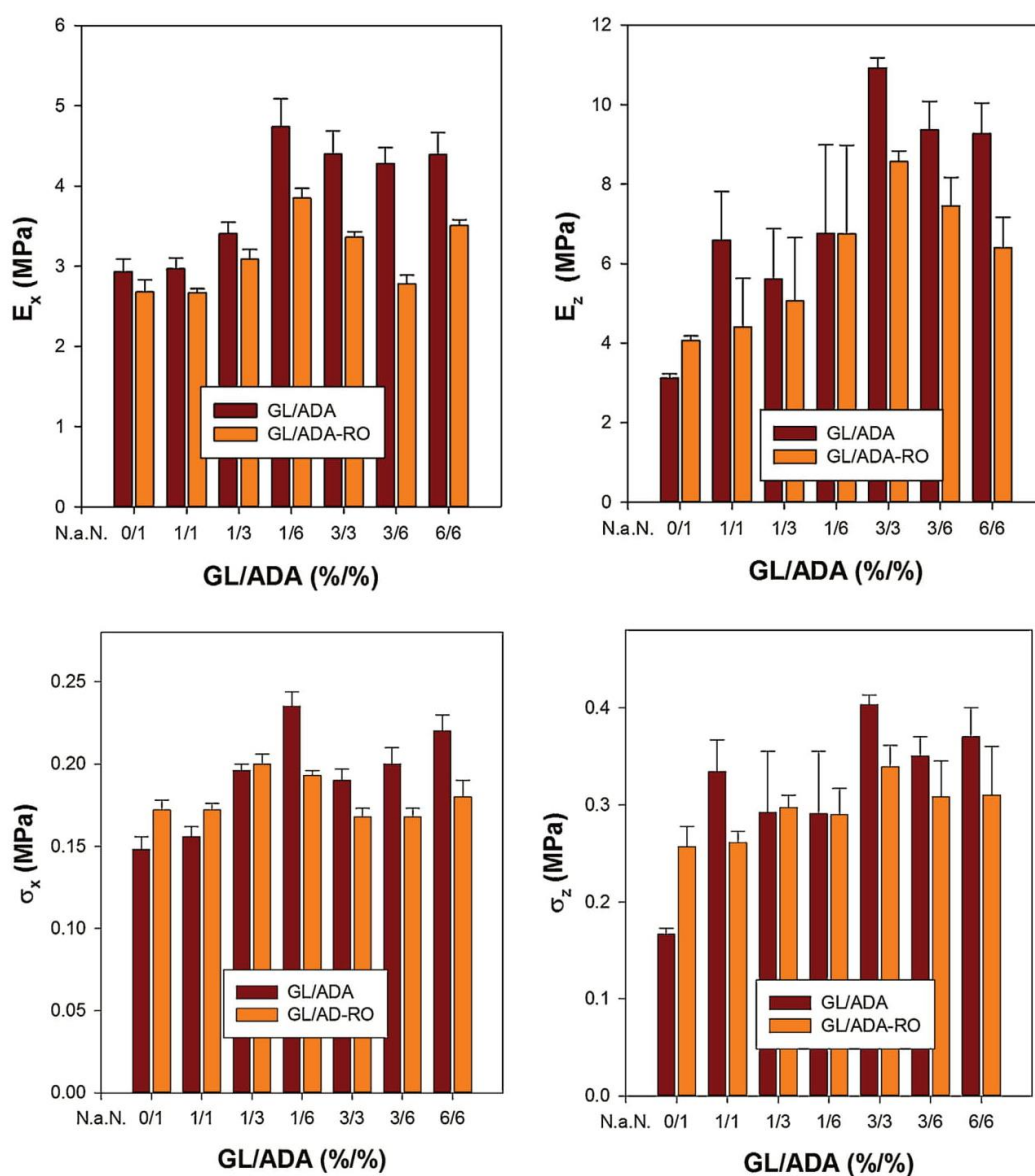 6
5
4
3
2
1
0
E_x (MPa)
GL/ADA
GL/ADA-RO
N.a.N. 0/1 1/1 1/3 1/6 3/3 3/6 6/6
GL/ADA (%/%)
12
10
8
6
4
2
0
E_z (MPa)
GL/ADA
GL/ADA-RO
N.a.N. 0/1 1/1 1/3 1/6 3/3 3/6 6/6
GL/ADA (%/%)
0.25
0.20
0.15
0.10
0.05
0.00
σ_x (MPa)
GL/ADA
GL/AD-RO
N.a.N. 0/1 1/1 1/3 1/6 3/3 3/6 6/6
GL/ADA (%/%)
0.4
0.3
0.2
0.1
0.0
σ_z (MPa)
GL/ADA
GL/ADA-RO
N.a.N. 0/1 1/1 1/3 1/6 3/3 3/6 6/6
GL/ADA (%/%)